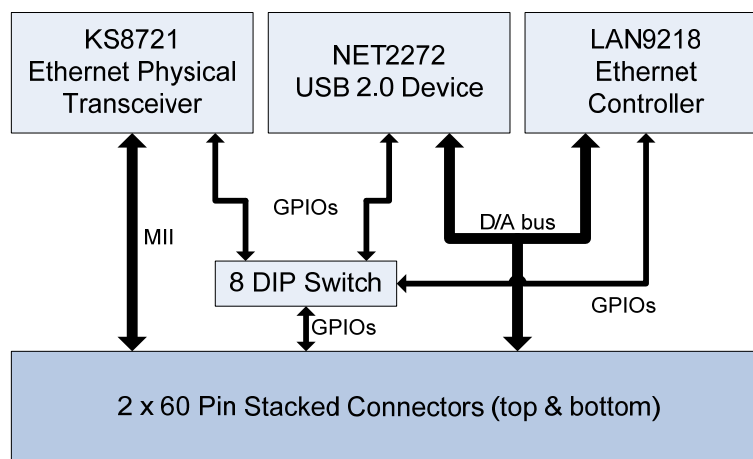 KS8721
Ethernet Physical
Transceiver
NET2272
USB 2.0 Device
LAN9218
Ethernet
Controller
GPIOs
MII
D/A bus
8 DIP Switch
GPIOs
GPIOs
2 x 60 Pin Stacked Connectors (top & bottom)